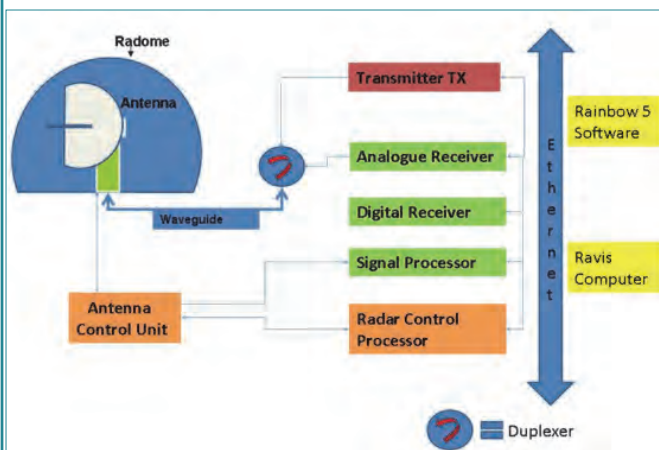 Radome
Antenna
Waveguide
Antenna
Control Unit
Transmitter TX
Analogue Receiver
Digital Receiver
Signal Processor
Radar Control
Processor
Ethernet
Rainbow 5
Software
Ravis
Computer
Duplexer